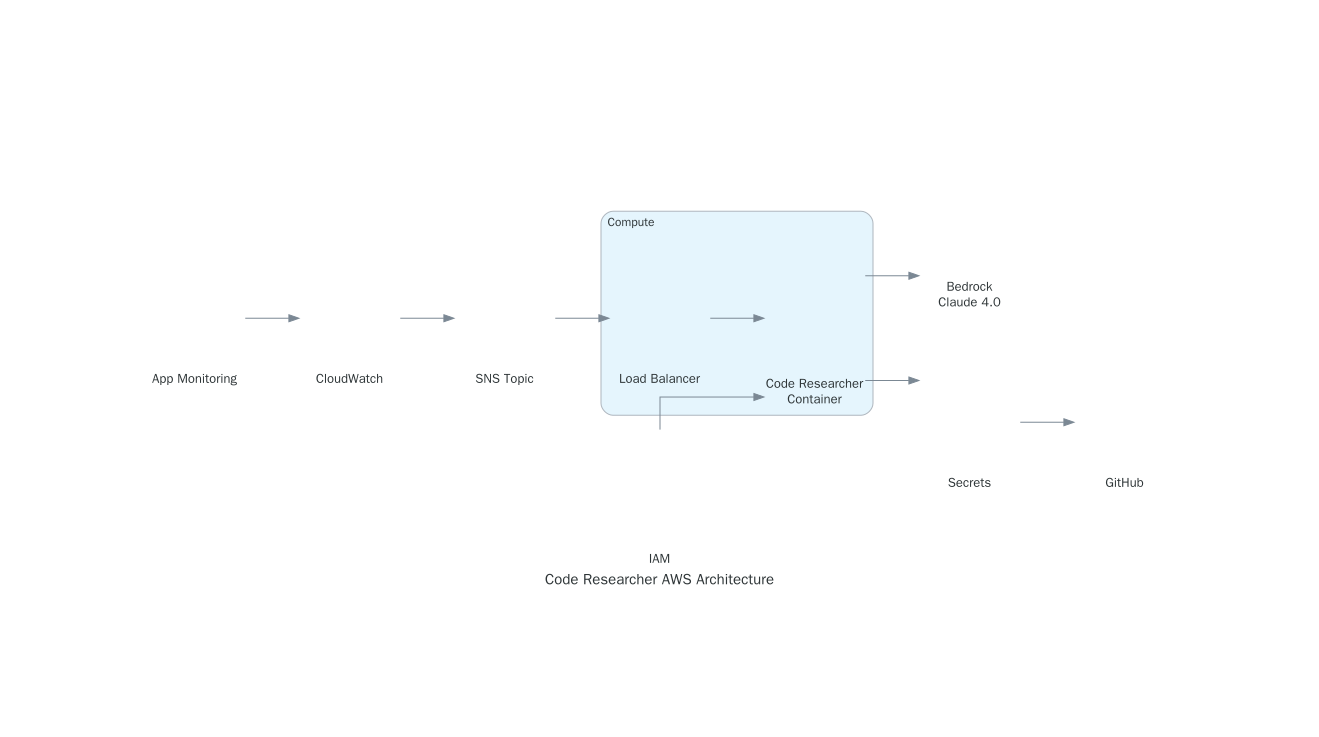 Compute
Bedrock
Claude 4.0
App Monitoring
CloudWatch
SNS Topic
Load Balancer
Code Researcher
Container
Secrets
GitHub
IAM
Code Researcher AWS Architecture